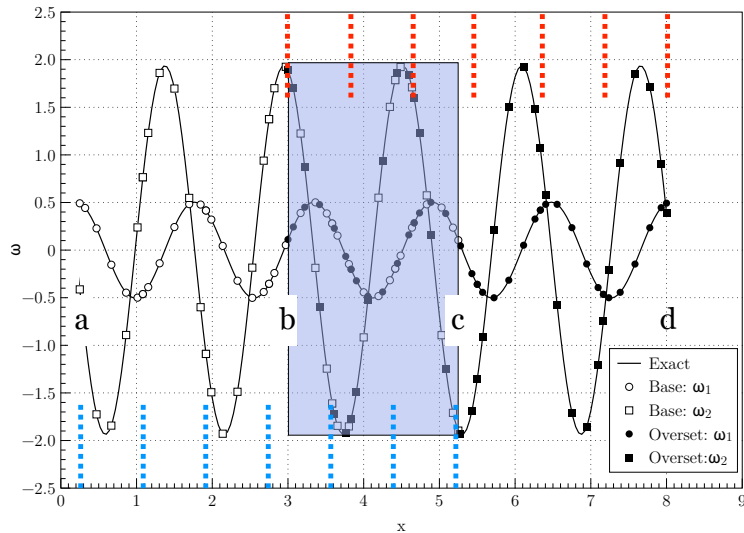 2.5
2.0
1.5
1.0
0.5
0
−0.5
−1.0
−1.5
−2.0
−2.5
ω
a
b
c
d
Exact
Base: ω1
Base: ω2
Overset: ω1
Overset:ω2
0 1 2 3 4 5 6 7 8 9
x